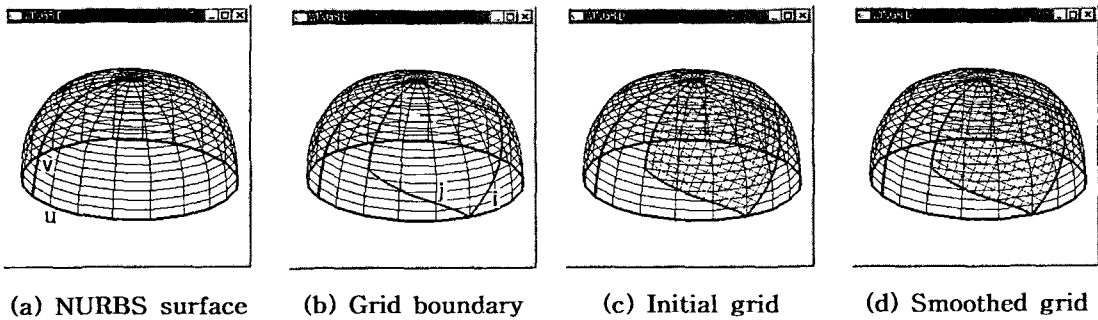 v
u
j
i
(a) NURBS surface
(b) Grid boundary
(c) Initial grid
(d) Smoothed grid